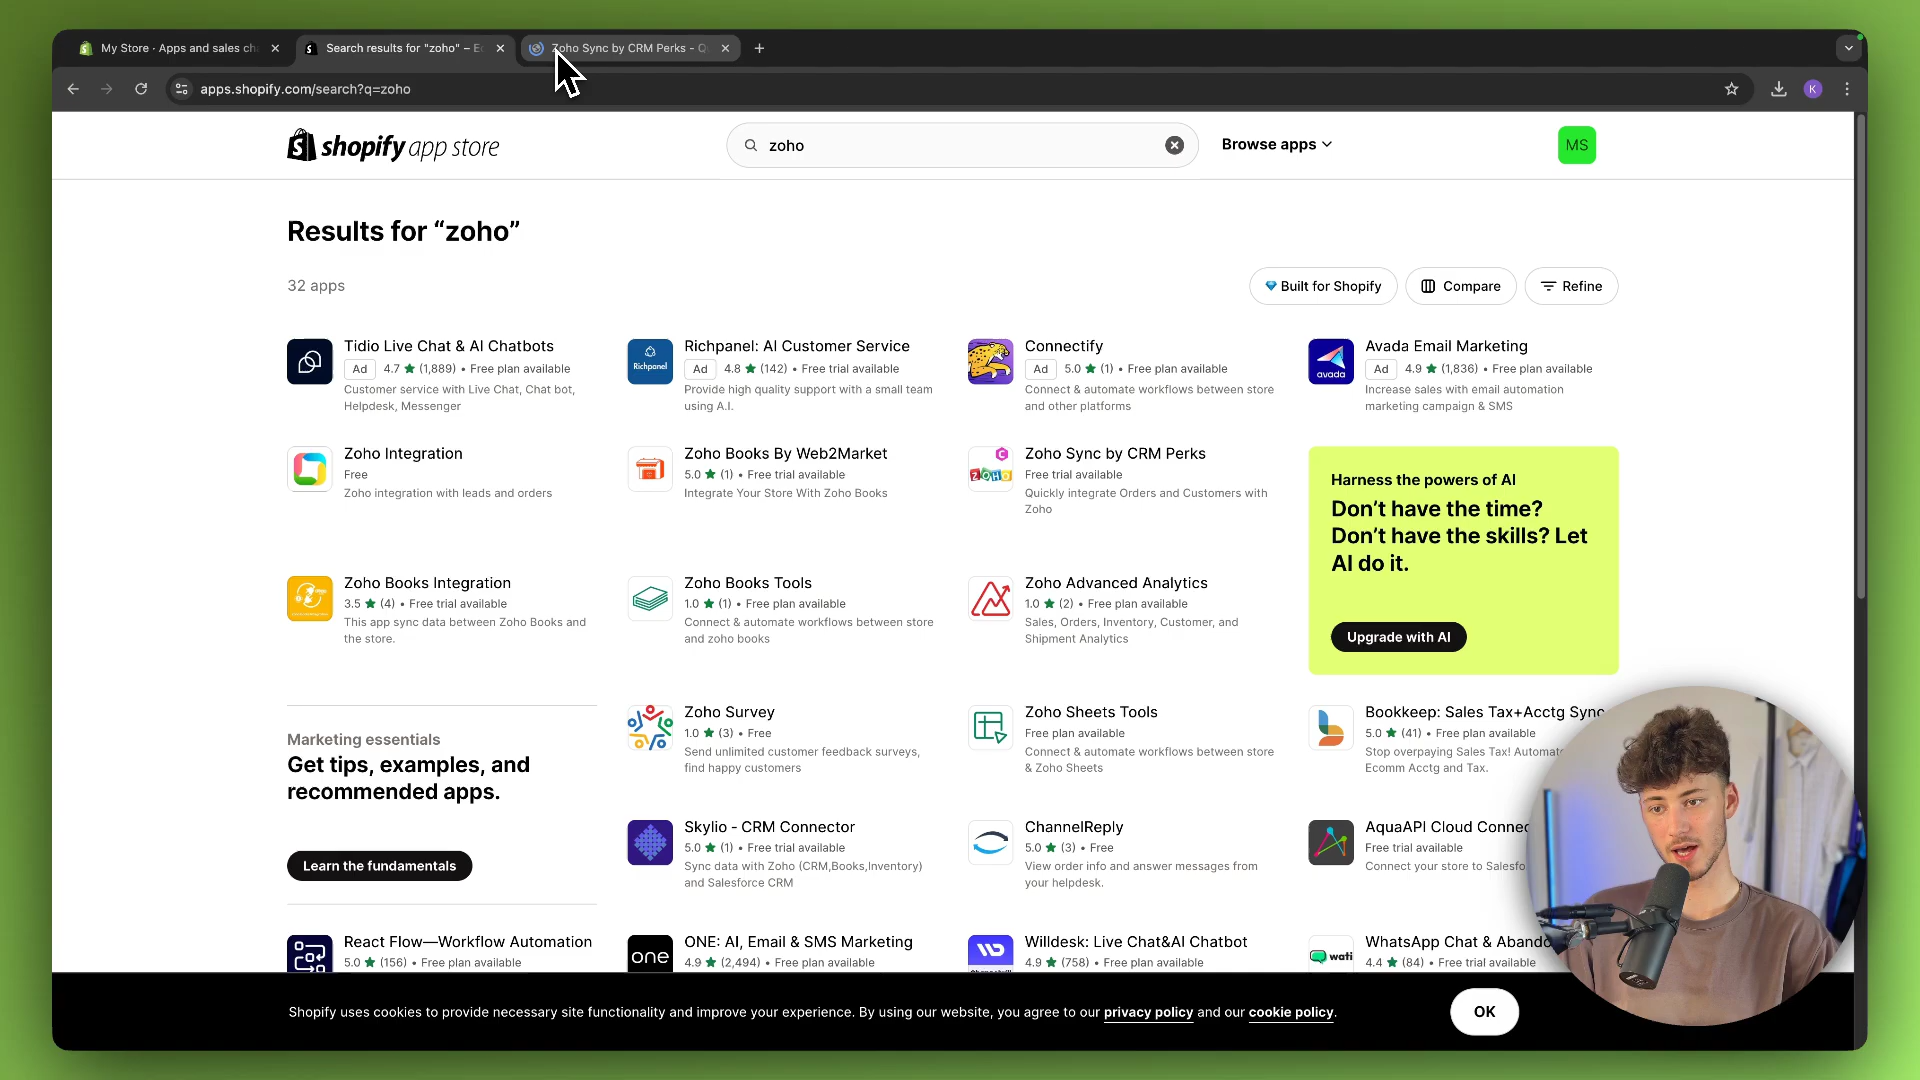 My Store · Apps and sales ch
Search results for "zoho" – Ec
Zoho Sync by CRM Perks - Q
apps.shopify.com/search?q=zoho
K
shopify app store
zoho
Browse apps
MS
Results for “zoho”
32 apps
Built for Shopify
Compare
Refine
Tidio Live Chat & AI Chatbots
Ad 4.7 ★ (1,889) • Free plan available
Customer service with Live Chat, Chat bot,
Helpdesk, Messenger
Richpanel
Richpanel: AI Customer Service
Ad 4.8 ★ (142) • Free trial available
Provide high quality support with a small team
using A.I.
Connectify
Ad 5.0 ★ (1) • Free plan available
Connect & automate workflows between store
and other platforms
avada
Avada Email Marketing
Ad 4.9 ★ (1,836) • Free plan available
Increase sales with email automation
marketing campaign & SMS
Zoho Integration
Free
Zoho integration with leads and orders
Zoho Books By Web2Market
5.0 ★ (1) • Free trial available
Integrate Your Store With Zoho Books
ZOHO
Zoho Sync by CRM Perks
Free trial available
Quickly integrate Orders and Customers with
Zoho
Harness the powers of AI
Don’t have the time?
Don’t have the skills? Let
AI do it.
Upgrade with AI
Zoho Books Integration
3.5 ★ (4) • Free trial available
This app sync data between Zoho Books and
the store.
Zoho Books Tools
1.0 ★ (1) • Free plan available
Connect & automate workflows between store
and zoho books
Zoho Advanced Analytics
1.0 ★ (2) • Free plan available
Sales, Orders, Inventory, Customer, and
Shipment Analytics
Marketing essentials
Get tips, examples, and
recommended apps.
Learn the fundamentals
Zoho Survey
1.0 ★ (3) • Free
Send unlimited customer feedback surveys,
find happy customers
Zoho Sheets Tools
Free plan available
Connect & automate workflows between store
& Zoho Sheets
Bookkeep: Sales Tax+Acctg Sync
5.0 ★ (41) • Free plan available
Stop overpaying Sales Tax! Automate
Ecomm Acctg and Tax.
Skylio - CRM Connector
5.0 ★ (1) • Free trial available
Sync data with Zoho (CRM,Books,Inventory)
and Salesforce CRM
ChannelReply
5.0 ★ (3) • Free
View order info and answer messages from
your helpdesk.
AquaAPI Cloud Connec
Free trial available
Connect your store to Salesfo
React Flow—Workflow Automation
5.0 ★ (156) • Free plan available
one
ONE: AI, Email & SMS Marketing
4.9 ★ (2,494) • Free plan available
Willdesk: Live Chat&AI Chatbot
4.9 ★ (758) • Free plan available
wati
WhatsApp Chat & Abando
4.4 ★ (84) • Free trial available
Shopify uses cookies to provide necessary site functionality and improve your experience. By using our website, you agree to our privacy policy and our cookie policy.
OK